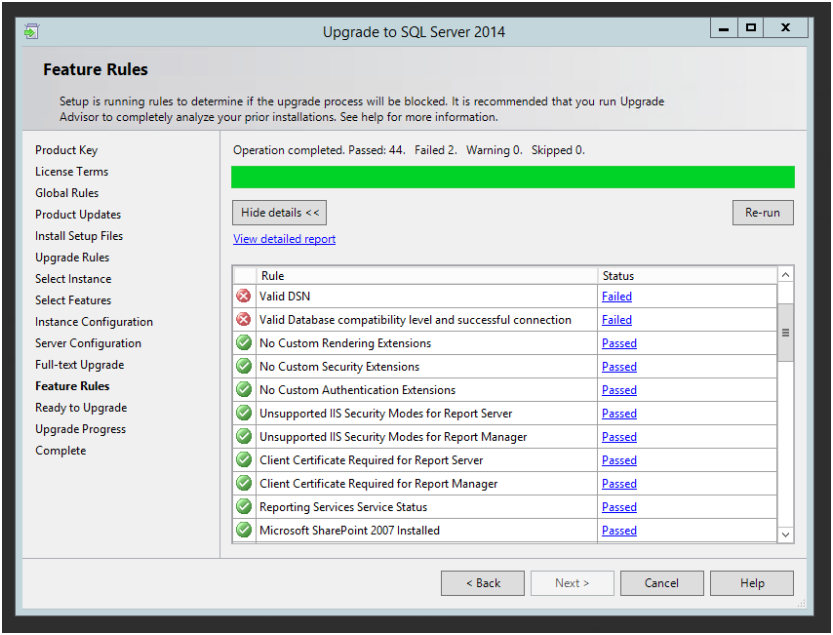 Upgrade to SQL Server 2014
Feature Rules
Setup is running rules to determine if the upgrade process will be blocked. It is recommended that you run Upgrade
Advisor to completely analyze your prior installations. See help for more information.
Product Key
License Terms
Global Rules
Product Updates
Install Setup Files
Upgrade Rules
Select Instance
Select Features
Instance Configuration
Server Configuration
Full-text Upgrade
Feature Rules
Ready to Upgrade
Upgrade Progress
Complete
Operation completed. Passed: 44.   Failed 2.   Warning 0.   Skipped 0.
Hide details <<
Re-run
View detailed report
Rule Status
Valid DSN Failed
Valid Database compatibility level and successful connection Failed
No Custom Rendering Extensions Passed
No Custom Security Extensions Passed
No Custom Authentication Extensions Passed
Unsupported IIS Security Modes for Report Server Passed
Unsupported IIS Security Modes for Report Manager Passed
Client Certificate Required for Report Server Passed
Client Certificate Required for Report Manager Passed
Reporting Services Service Status Passed
Microsoft SharePoint 2007 Installed Passed
< Back Next > Cancel Help